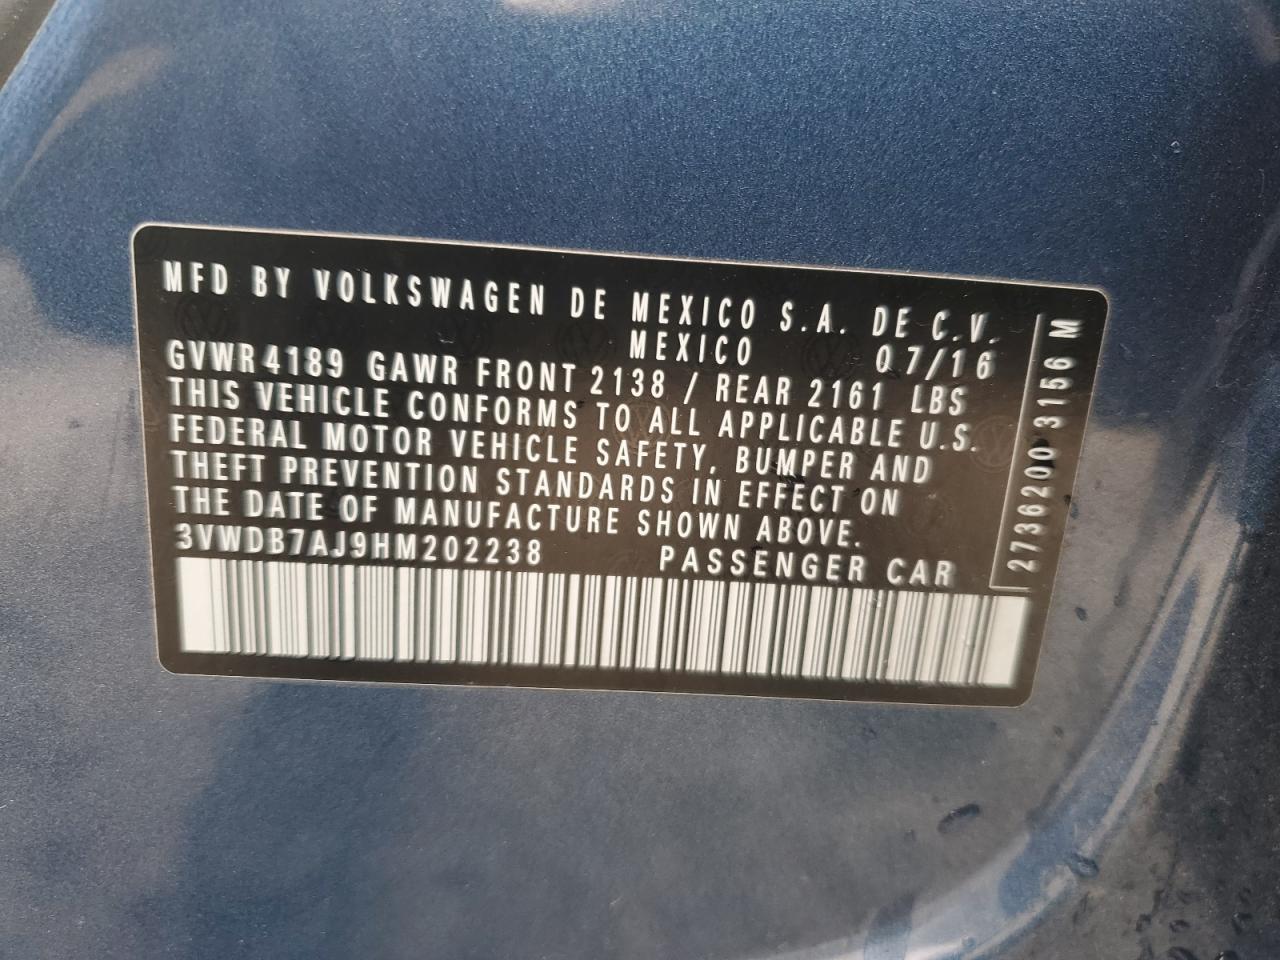 MFD BY VOLKSWAGEN DE MEXICO S.A. DE C.V.
MEXICO 07/16
GVWR 4189 GAWR FRONT 2138 / REAR 2161 LBS
THIS VEHICLE CONFORMS TO ALL APPLICABLE U.S.
FEDERAL MOTOR VEHICLE SAFETY, BUMPER AND
THEFT PREVENTION STANDARDS IN EFFECT ON
THE DATE OF MANUFACTURE SHOWN ABOVE.
3VWDB7AJ9HM202238 PASSENGER CAR
2736200 3156 M